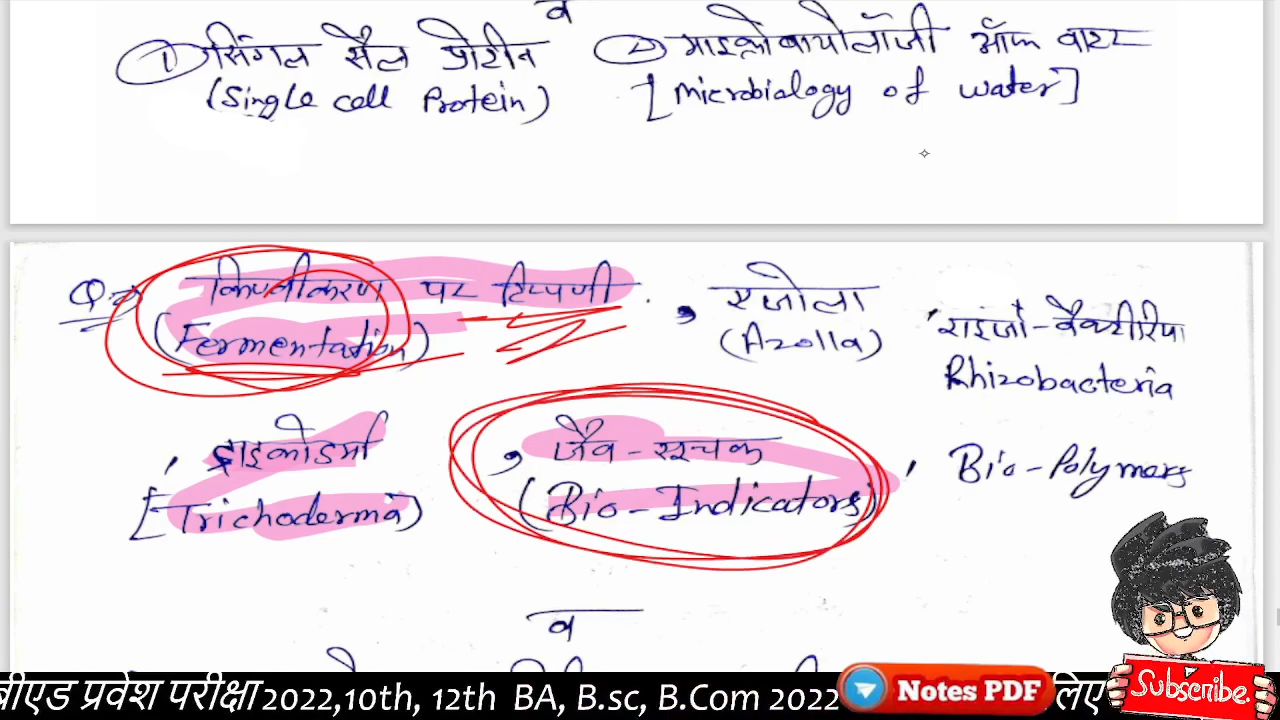 व
① सिंगल सैल प्रोटीन ② माइक्रोबायोलॉजी ऑफ वाटर
(Single cell Protein) [Microbialogy of water]
Q. किण्वीकरण पर टिप्पणी . , एजोला , राइजो-बैक्टीरिया
(Fermentation) (Azolla) Rhizobacteria
, ट्राइकोडर्मा , जैव-सूचक , Bio-Polymars
[Trichoderma) (Bio-Indicators)
व
बीएड प्रवेश परीक्षा 2022,10th, 12th BA, B.sc, B.Com 2022 Notes PDF लिए Subscribe